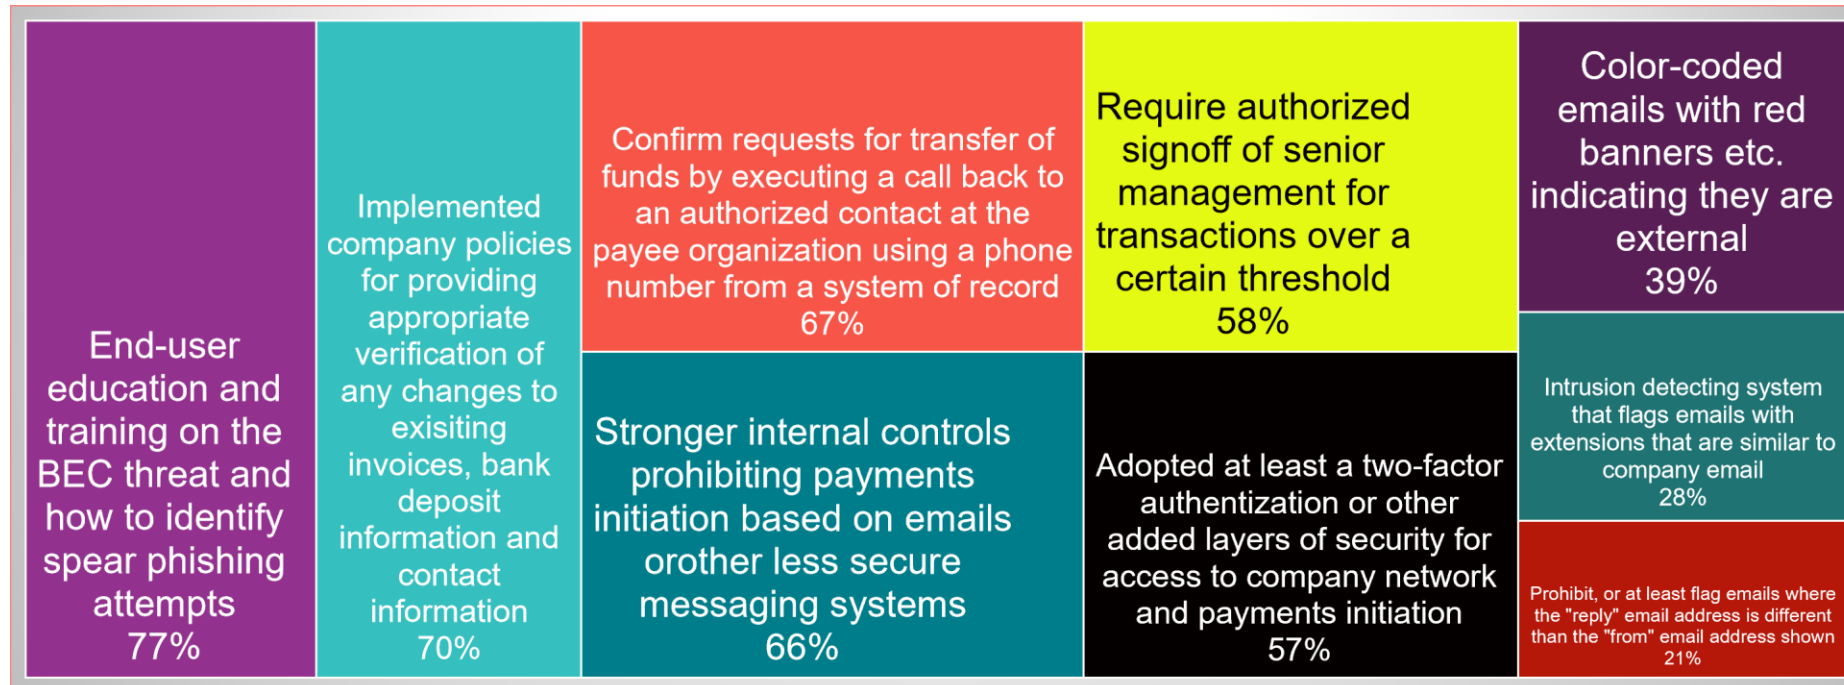 End-user
education and
training on the
BEC threat and
how to identify
spear phishing
attempts
77%
Implemented
company policies
for providing
appropriate
verification of
any changes to
exisiting
invoices, bank
deposit
information and
contact
information
70%
Confirm requests for transfer of
funds by executing a call back to
an authorized contact at the
payee organization using a phone
number from a system of record
67%
Stronger internal controls
prohibiting payments
initiation based on emails
orother less secure
messaging systems
66%
Require authorized
signoff of senior
management for
transactions over a
certain threshold
58%
Adopted at least a two-factor
authentization or other
added layers of security for
access to company network
and payments initiation
57%
Color-coded
emails with red
banners etc.
indicating they are
external
39%
Intrusion detecting system
that flags emails with
extensions that are similar to
company email
28%
Prohibit, or at least flag emails where
the "reply" email address is different
than the "from" email address shown
21%